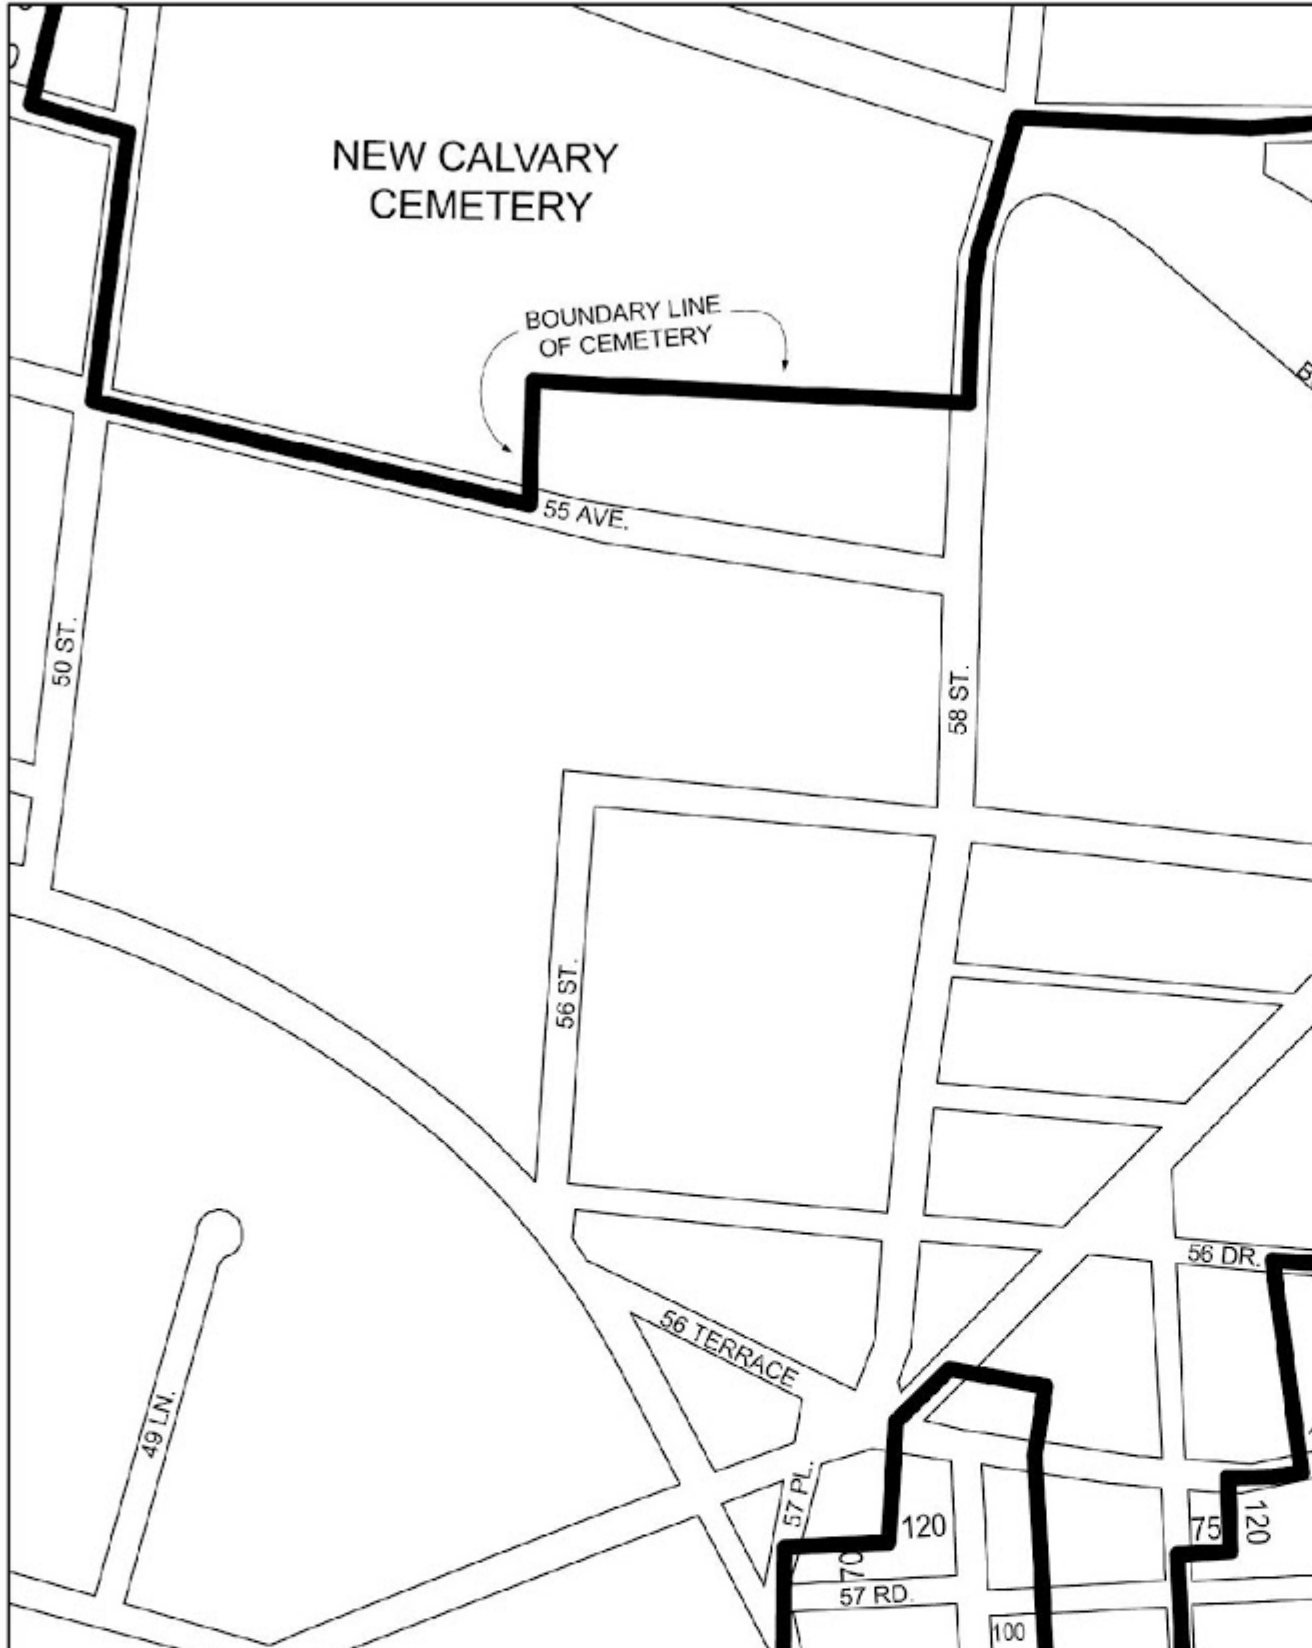 NEW CALVARY
CEMETERY
BOUNDARY LINE
OF CEMETERY
55 AVE.
50 ST.
58 ST.
56 ST.
56 DR.
56 TERRACE
49 LN.
57 PL.
120
75
120
70
57 RD.
100